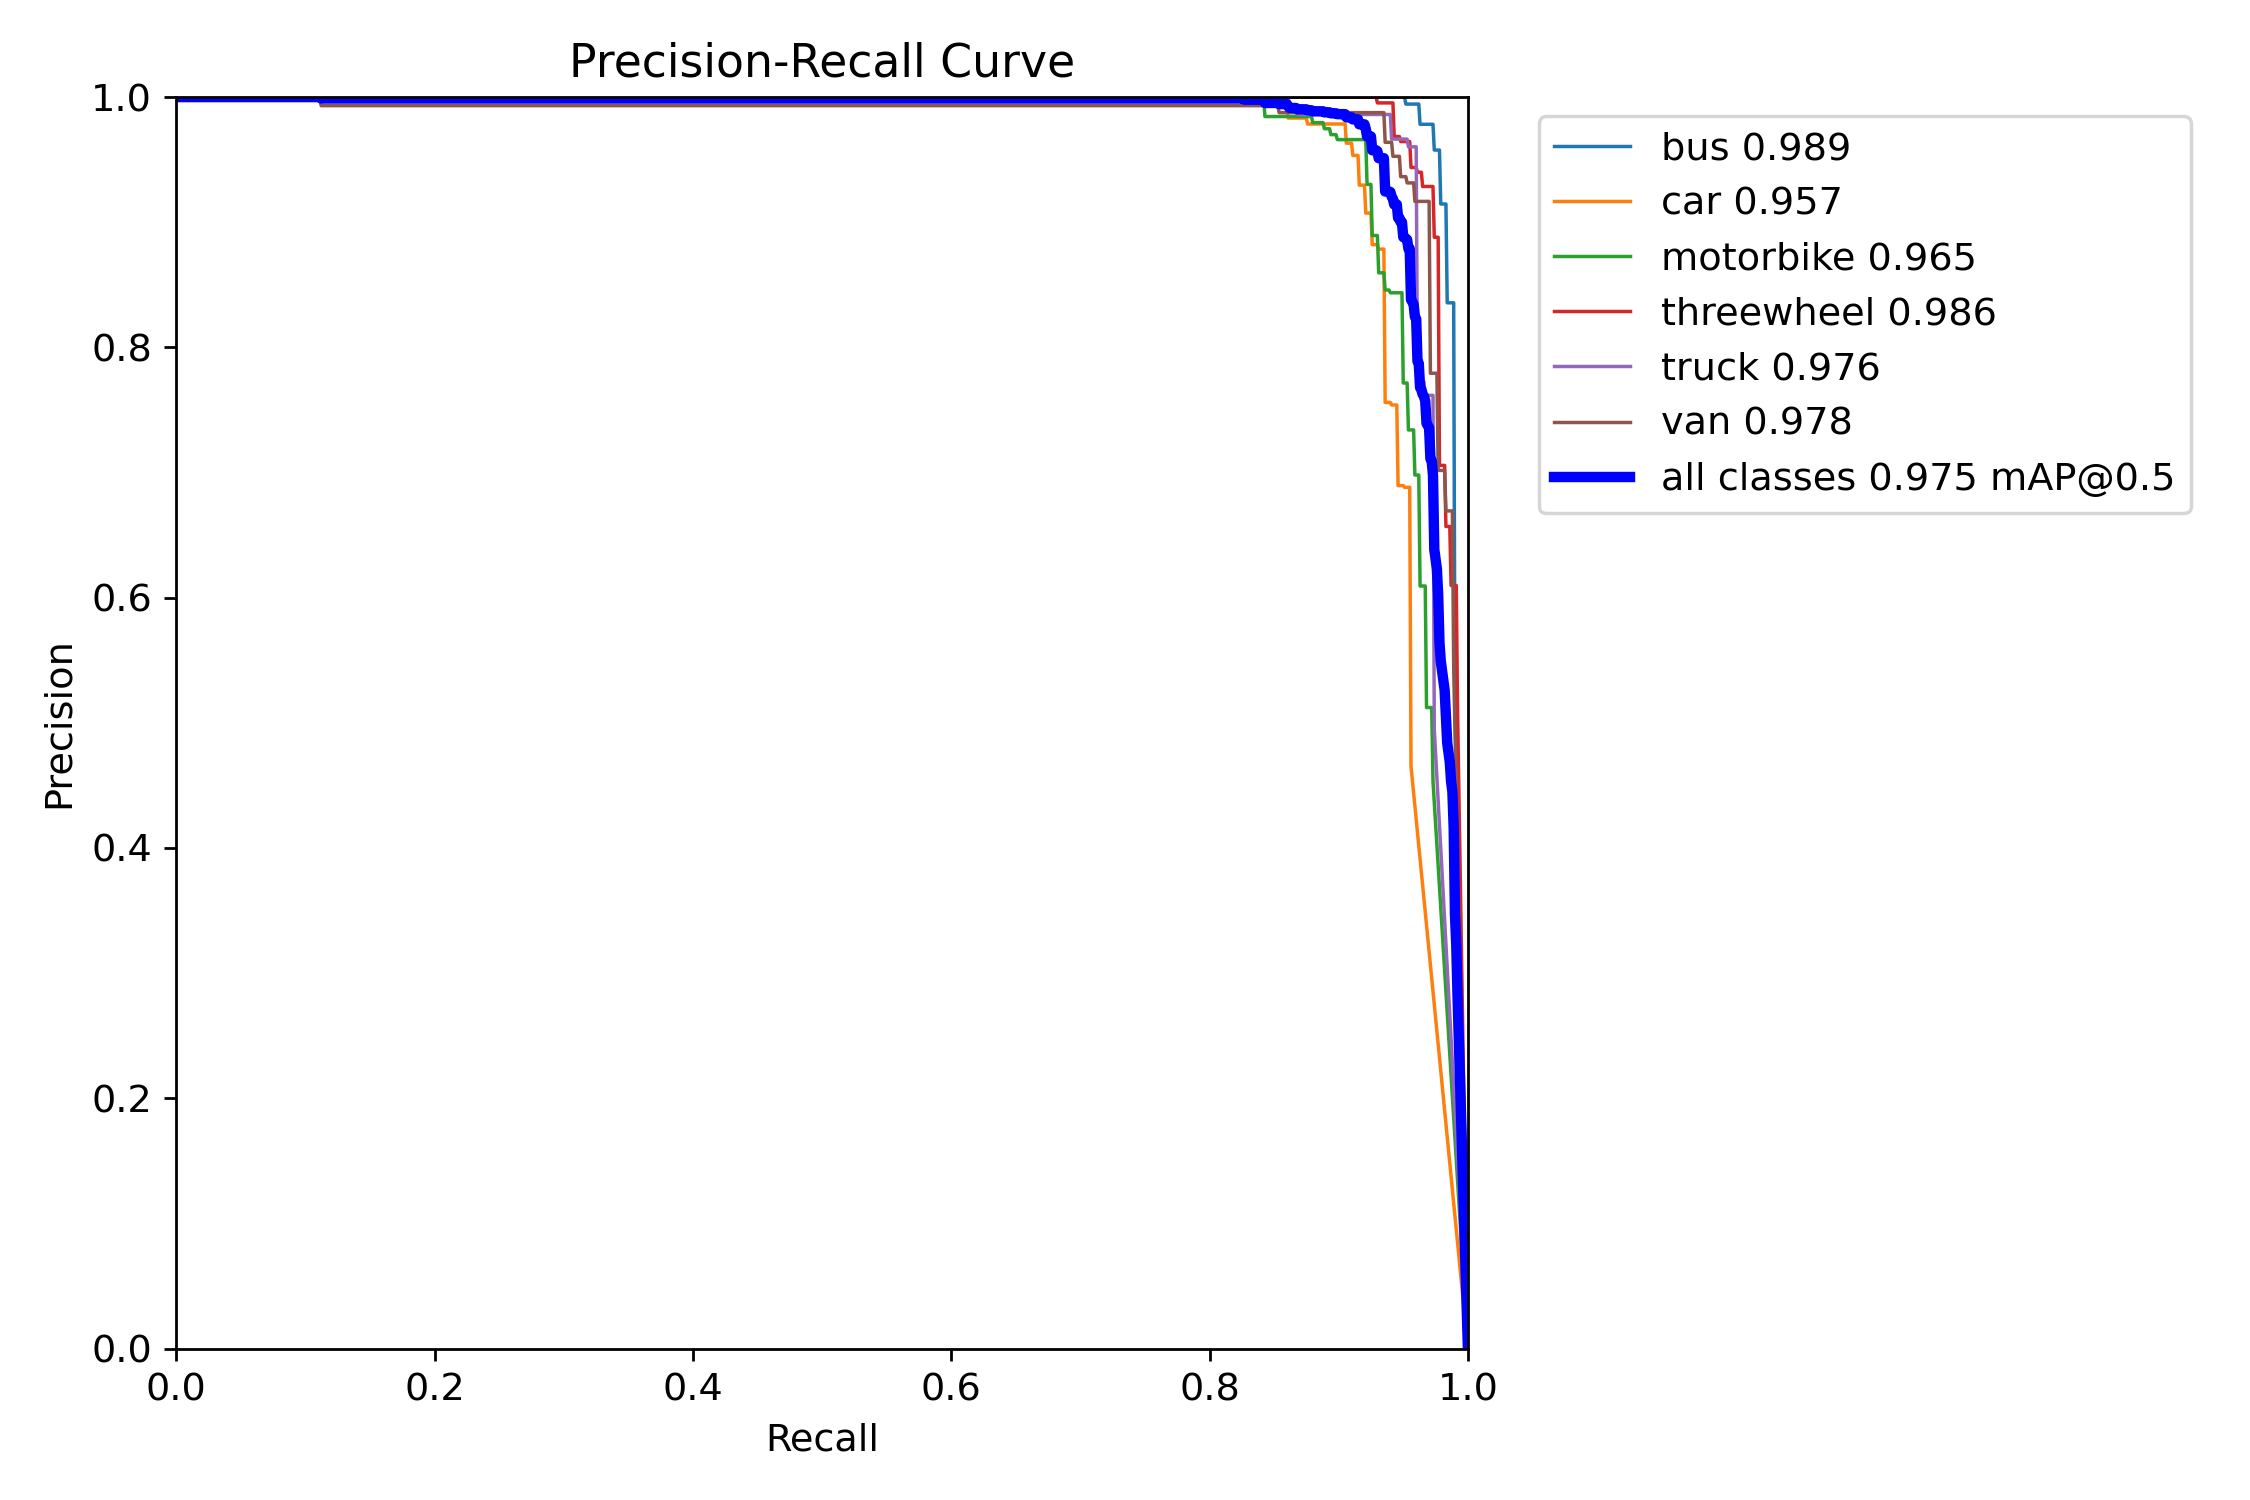 Precision-Recall Curve
1.0
0.8
0.6
0.4
0.2
0.0
Precision
0.0 0.2 0.4 0.6 0.8 1.0
Recall
bus 0.989
car 0.957
motorbike 0.965
threewheel 0.986
truck 0.976
van 0.978
all classes 0.975 mAP@0.5